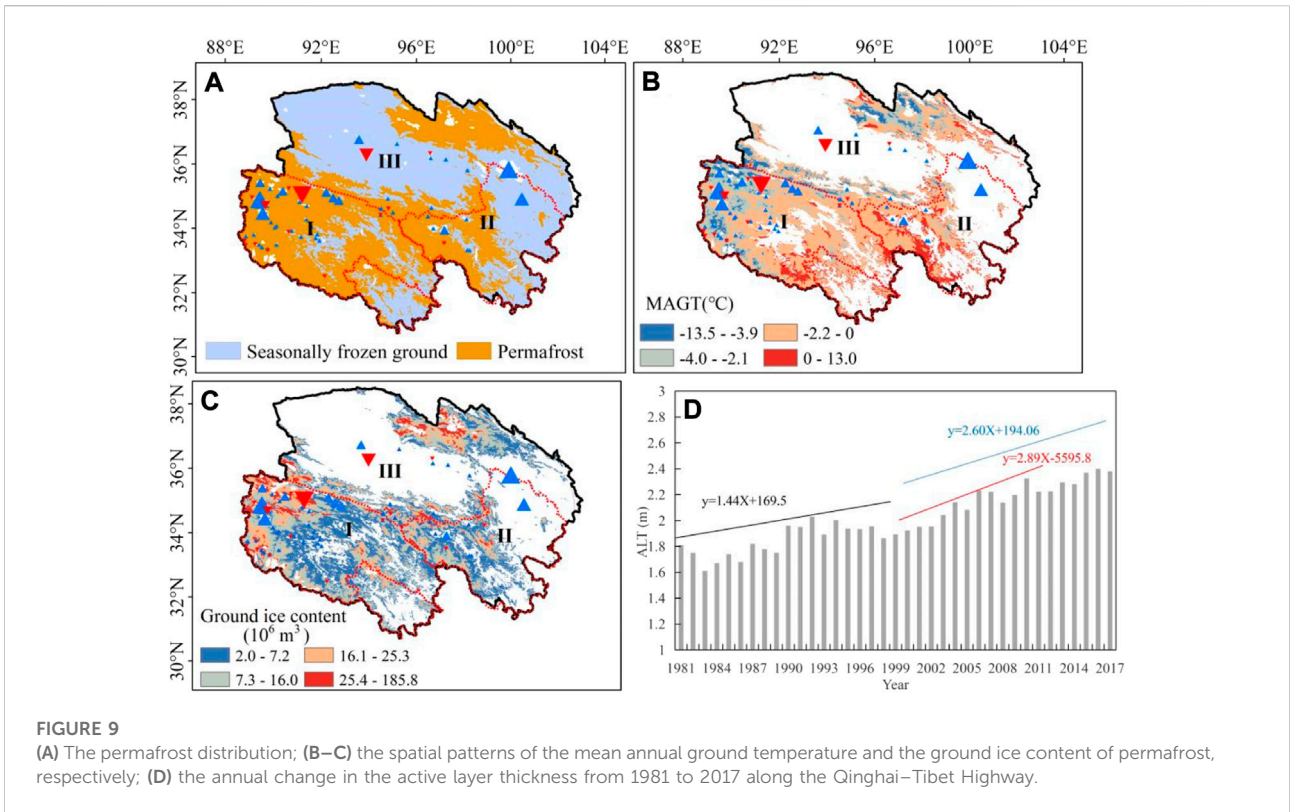 88°E 92°E 96°E 100°E 104°E
88°E 92°E 96°E 100°E 104°E
A
38°N
36°N
34°N
32°N
30°N
III
I
II
Seasonally frozen ground Permafrost
B
III
I
II
MAGT(℃)
-13.5 - -3.9 -2.2 - 0
-4.0 - -2.1 0 - 13.0
C
38°N
36°N
34°N
32°N
30°N
III
I
II
Ground ice content
(10⁶ m³)
2.0 - 7.2 16.1 - 25.3
7.3 - 16.0 25.4 - 185.8
D
3
2.8
2.6
2.4
2.2
2
1.8
1.6
1.4
1.2
1
ALT (m)
y=2.60X+194.06
y=2.89X-5595.8
y=1.44X+169.5
1981 1984 1987 1990 1993 1996 1999 2002 2005 2008 2011 2014 2017
Year
FIGURE 9
(A) The permafrost distribution; (B–C) the spatial patterns of the mean annual ground temperature and the ground ice content of permafrost,
respectively; (D) the annual change in the active layer thickness from 1981 to 2017 along the Qinghai–Tibet Highway.